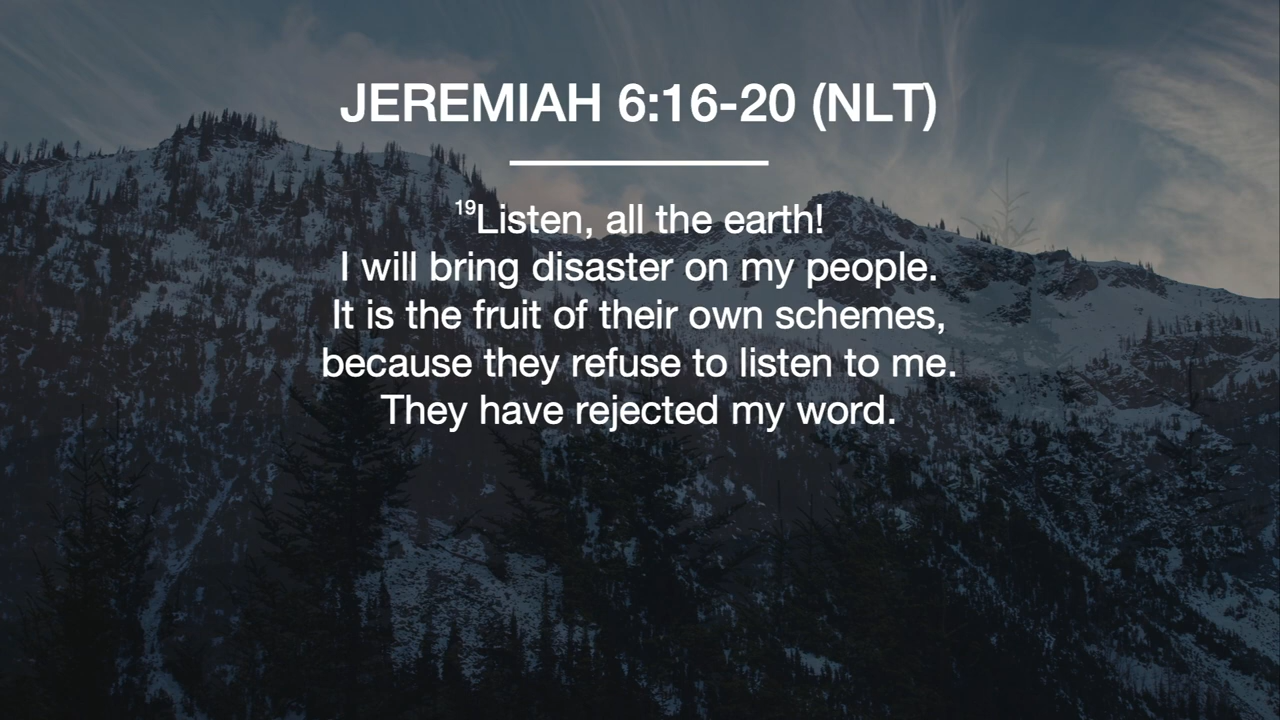 JEREMIAH 6:16-20 (NLT)
19Listen, all the earth!
I will bring disaster on my people.
It is the fruit of their own schemes,
because they refuse to listen to me.
They have rejected my word.